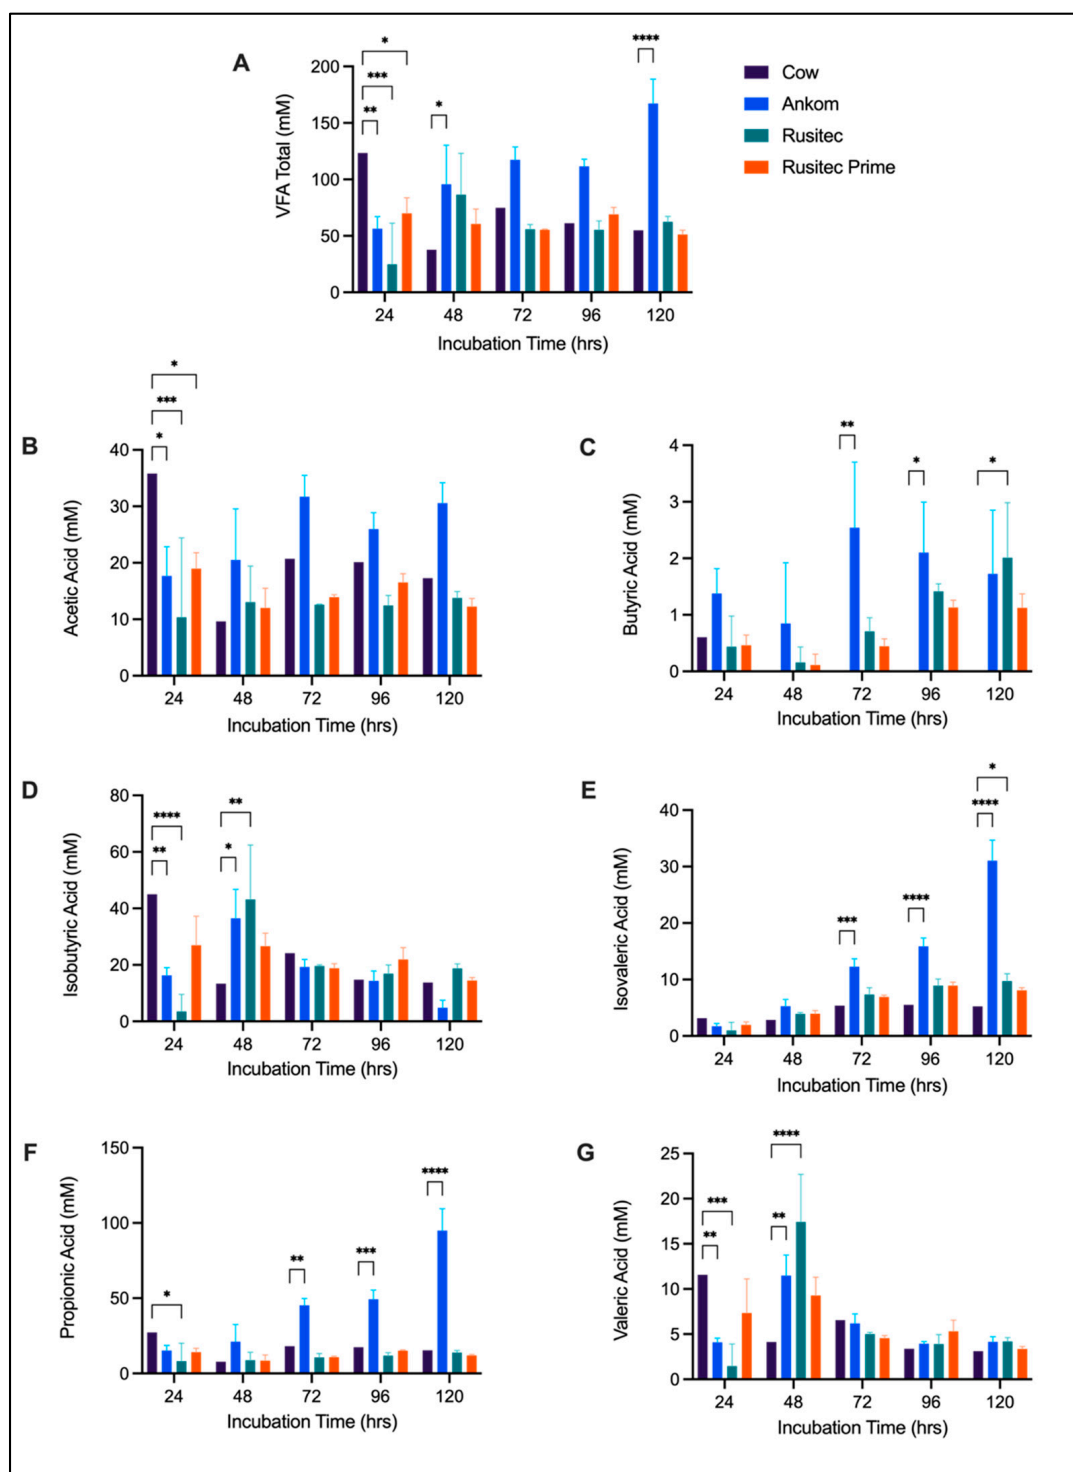 A
VFA Total (mM)
200
150
100
50
0
*
***
**
*
****
24 48 72 96 120
Incubation Time (hrs)
Cow
Ankom
Rusitec
Rusitec Prime
B
Acetic Acid (mM)
40
30
20
10
0
*
***
*
24 48 72 96 120
Incubation Time (hrs)
C
Butyric Acid (mM)
4
3
2
1
0
**
*
*
24 48 72 96 120
Incubation Time (hrs)
D
Isobutyric Acid (mM)
80
60
40
20
0
****
**
**
*
24 48 72 96 120
Incubation Time (hrs)
E
Isovaleric Acid (mM)
40
30
20
10
0
***
****
*
****
24 48 72 96 120
Incubation Time (hrs)
F
Propionic Acid (mM)
150
100
50
0
*
**
***
****
24 48 72 96 120
Incubation Time (hrs)
G
Valeric Acid (mM)
25
20
15
10
5
0
***
**
****
**
24 48 72 96 120
Incubation Time (hrs)